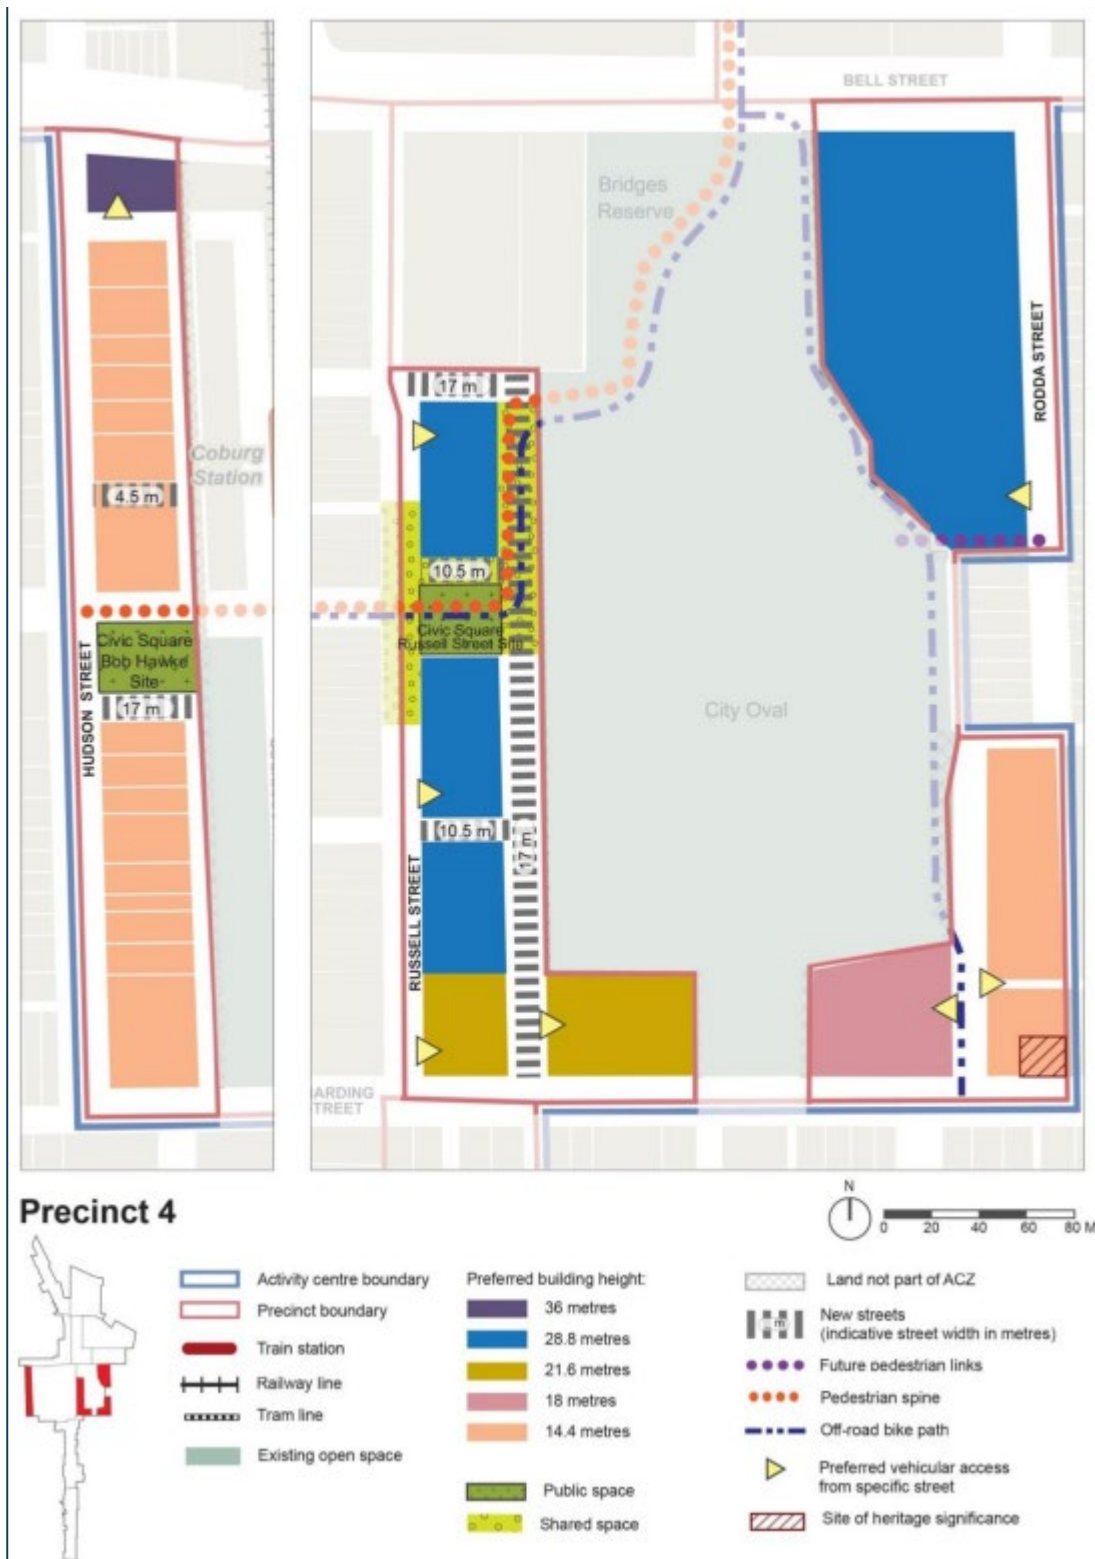 BELL STREET
Bridges
Reserve
RODDA STREET
17 m
Coburg
Station
4.5 m
10.5 m
Civic Square
Russell Street Site
Civic Square
Bob Hawke
Site
HUDSON STREET
17 m
City Oval
10.5 m
17 m
RUSSELL STREET
ARDING
TREET
Precinct 4
N
0 20 40 60 80 M
Activity centre boundary
Precinct boundary
Train station
Railway line
Tram line
Existing open space
Preferred building height:
36 metres
28.8 metres
21.6 metres
18 metres
14.4 metres
Public space
Shared space
Land not part of ACZ
m
New streets
(indicative street width in metres)
Future pedestrian links
Pedestrian spine
Off-road bike path
Preferred vehicular access
from specific street
Site of heritage significance